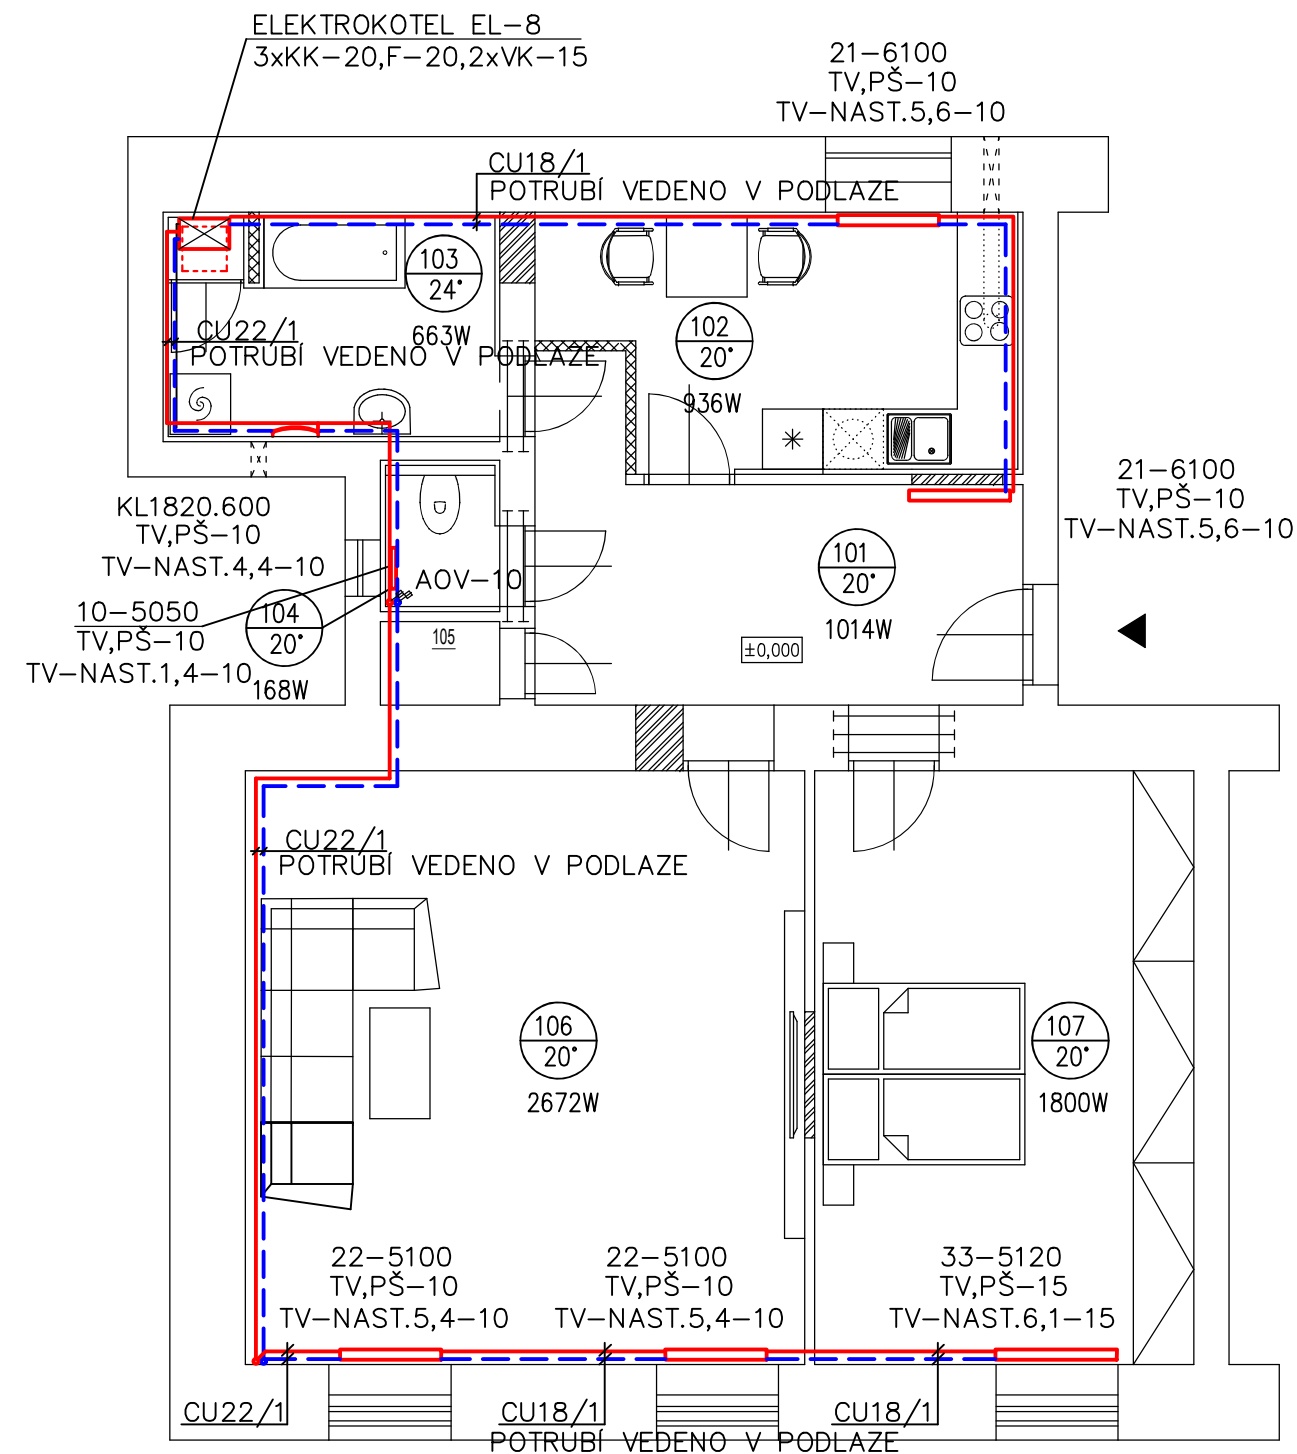 ELEKTROKOTEL EL-8
3xKK-20,F-20,2xVK-15
21-6100
TV,PŠ-10
TV-NAST.5,6-10
CU18/1
POTRUBÍ VEDENO V PODLAZE
103
24°
663W
CU22/1
POTRUBÍ VEDENO V PODLAZE
102
20°
936W
21-6100
TV,PŠ-10
TV-NAST.5,6-10
KL1820.600
TV,PŠ-10
TV-NAST.4,4-10
AOV-10
101
20°
1014W
10-5050
TV,PŠ-10
TV-NAST.1,4-10
104
20°
168W
105
±0,000
CU22/1
POTRUBÍ VEDENO V PODLAZE
106
20°
2672W
107
20°
1800W
22-5100
TV,PŠ-10
TV-NAST.5,4-10
22-5100
TV,PŠ-10
TV-NAST.5,4-10
33-5120
TV,PŠ-15
TV-NAST.6,1-15
CU22/1
CU18/1
CU18/1
POTRUBÍ VEDENO V PODLAZE